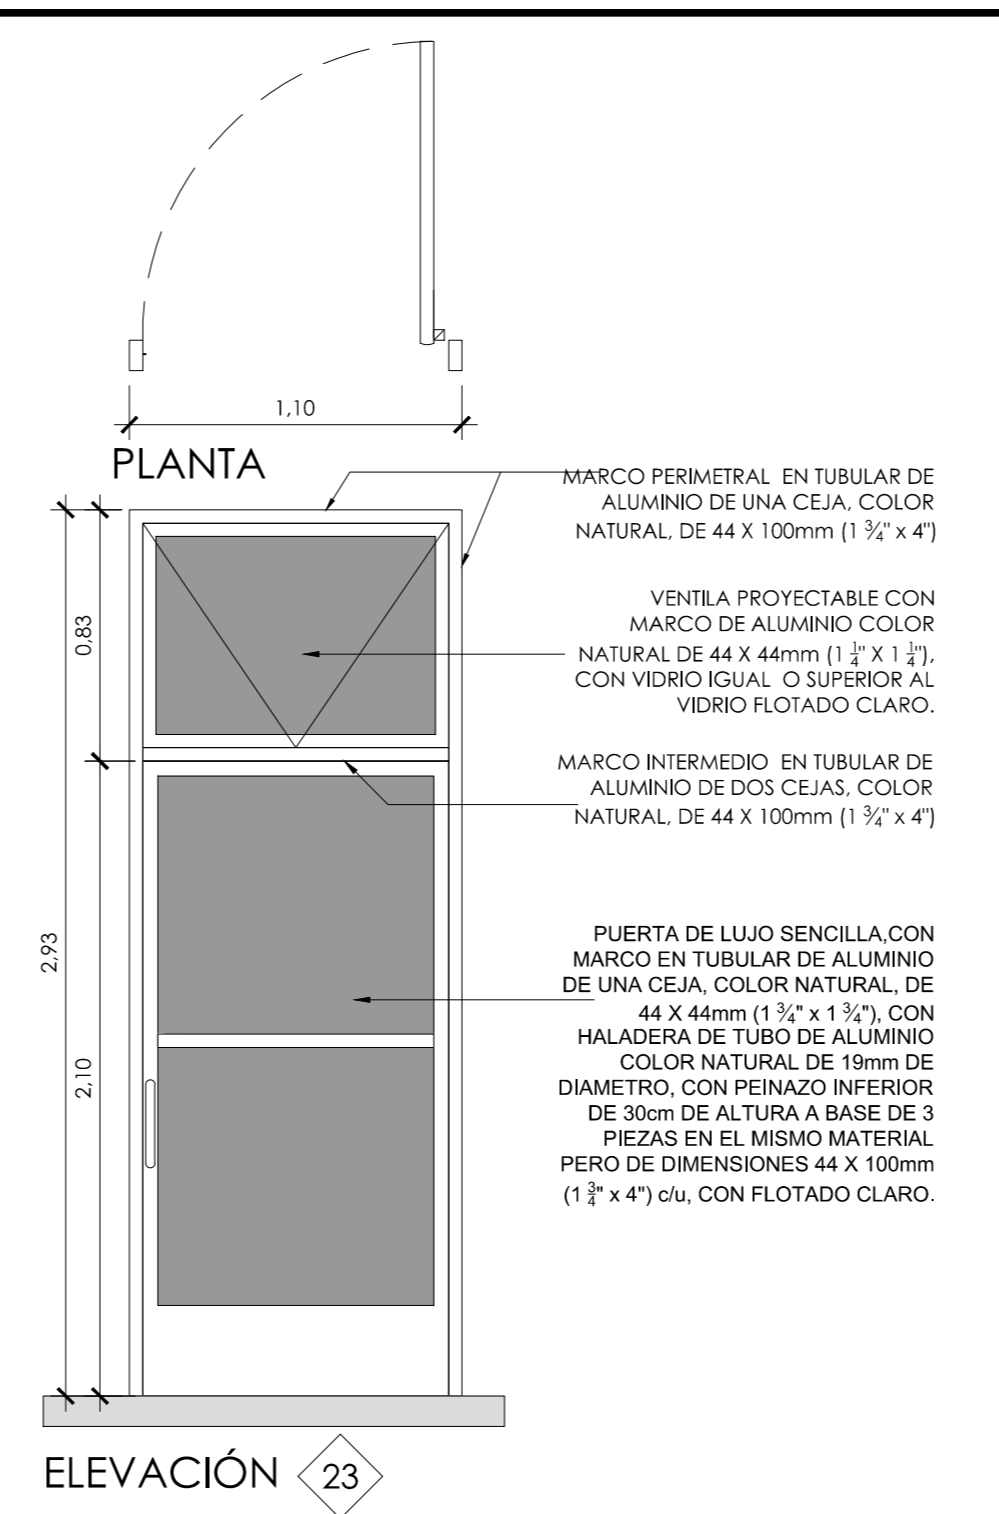 1,10
PLANTA
MARCO PERIMETRAL EN TUBULAR DE
ALUMINIO DE UNA CEJA, COLOR
NATURAL, DE 44 X 100mm (1 ¾" x 4")
0,83
VENTILA PROYECTABLE CON
MARCO DE ALUMINIO COLOR
NATURAL DE 44 X 44mm (1 ¼" X 1 ¼"),
CON VIDRIO IGUAL O SUPERIOR AL
VIDRIO FLOTADO CLARO.
MARCO INTERMEDIO EN TUBULAR DE
ALUMINIO DE DOS CEJAS, COLOR
NATURAL, DE 44 X 100mm (1 ¾" x 4")
2,93
2,10
PUERTA DE LUJO SENCILLA,CON
MARCO EN TUBULAR DE ALUMINIO
DE UNA CEJA, COLOR NATURAL, DE
44 X 44mm (1 ¾" x 1 ¾"), CON
HALADERA DE TUBO DE ALUMINIO
COLOR NATURAL DE 19mm DE
DIAMETRO, CON PEINAZO INFERIOR
DE 30cm DE ALTURA A BASE DE 3
PIEZAS EN EL MISMO MATERIAL
PERO DE DIMENSIONES 44 X 100mm
(1 ¾" x 4") c/u, CON FLOTADO CLARO.
ELEVACIÓN 23